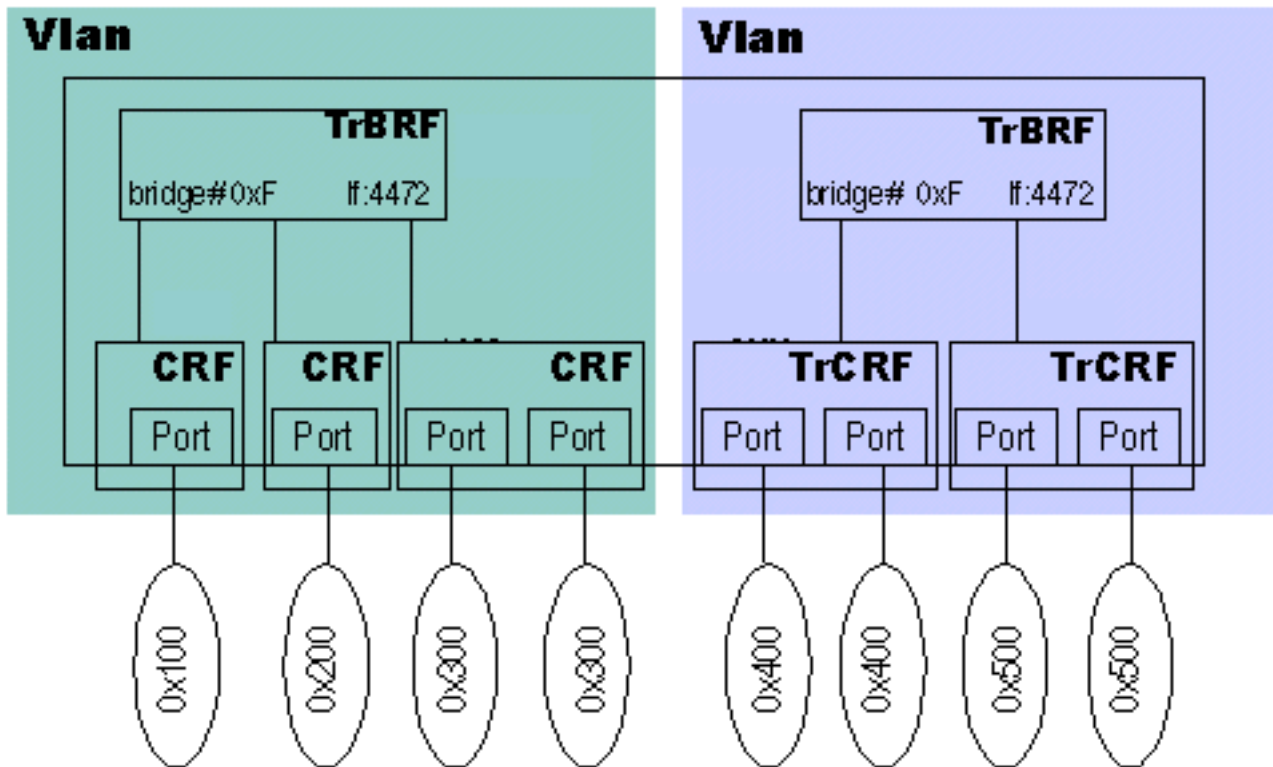 Vlan
Vlan
TrBRF
TrBRF
bridge# 0xF lf:4472
bridge# 0xF lf:4472
CRF CRF CRF TrCRF TrCRF
Port Port Port Port Port Port Port Port
0x100 0x200 0x300 0x300 0x400 0x400 0x500 0x500